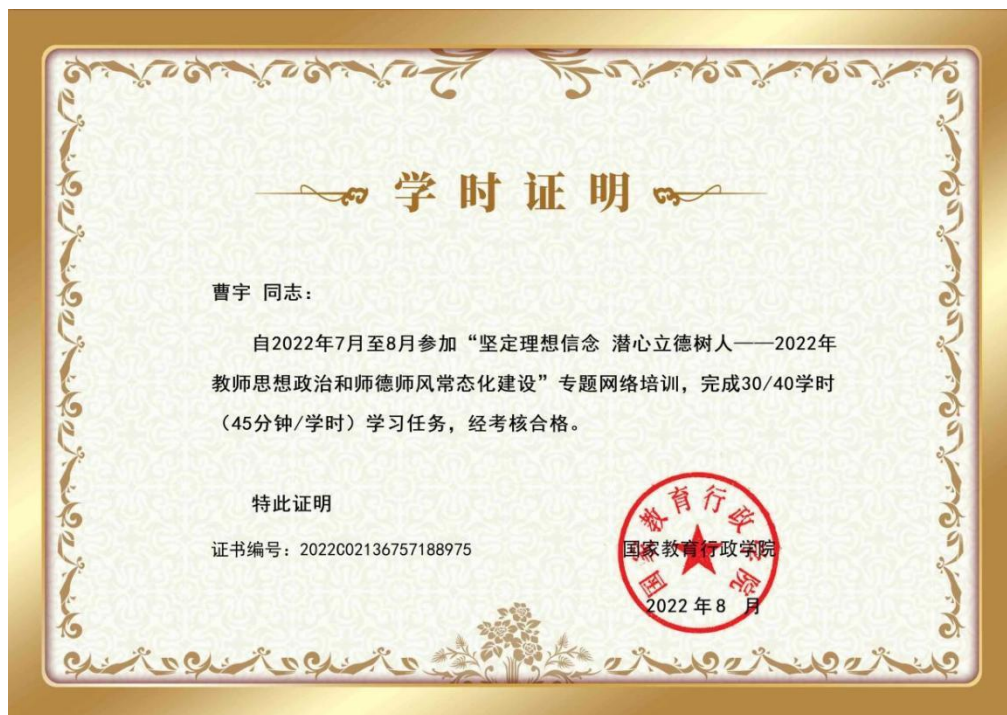 学时证明
曹宇 同志：
自2022年7月至8月参加“坚定理想信念 潜心立德树人——2022年
教师思想政治和师德师风常态化建设”专题网络培训，完成30/40学时
（45分钟/学时）学习任务，经考核合格。
特此证明
证书编号：2022C02136757188975
国家教育行政学院
国家教育行政学院
2022 年 8 月